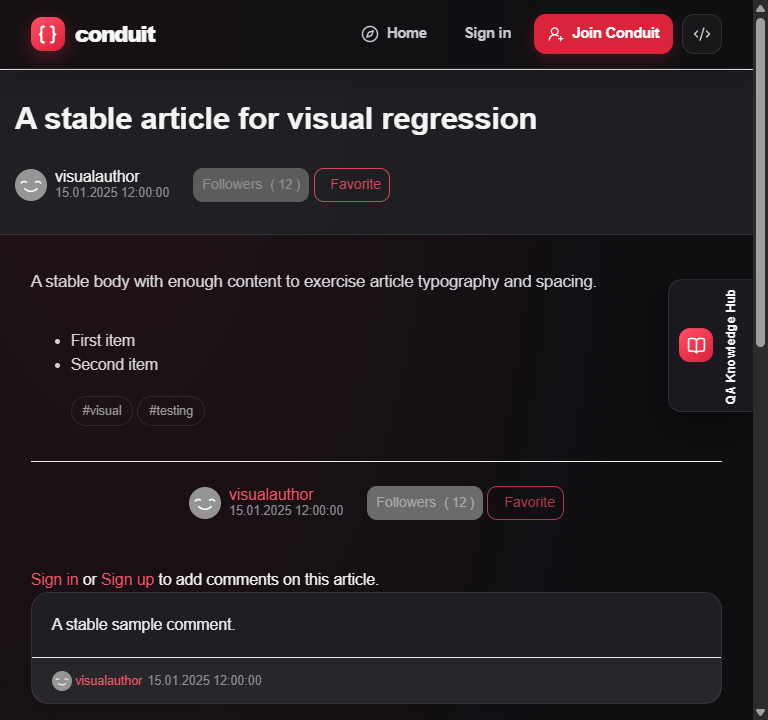 { } conduit Home Sign in Join Conduit </>
A stable article for visual regression
visualauthor
15.01.2025 12:00:00
Followers ( 12 ) Favorite
A stable body with enough content to exercise article typography and spacing.
QA Knowledge Hub
First item
Second item
#visual #testing
visualauthor
15.01.2025 12:00:00
Followers ( 12 ) Favorite
Sign in or Sign up to add comments on this article.
A stable sample comment.
visualauthor 15.01.2025 12:00:00